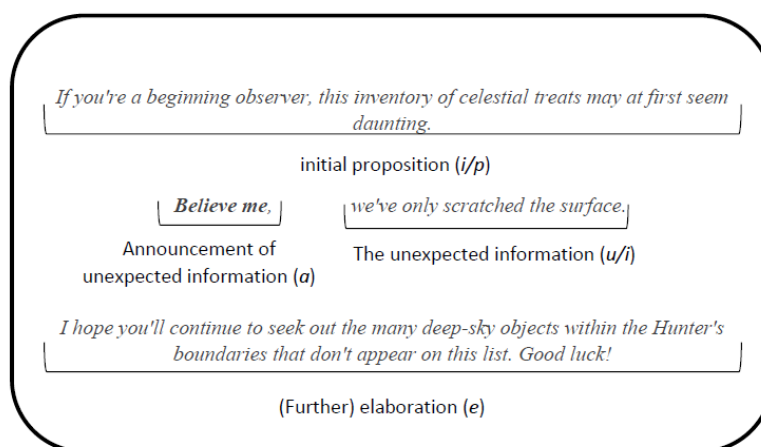 If you're a beginning observer, this inventory of celestial treats may at first seem
daunting.
initial proposition (i/p)
Believe me, we've only scratched the surface.
Announcement of
unexpected information (a)
The unexpected information (u/i)
I hope you'll continue to seek out the many deep-sky objects within the Hunter's
boundaries that don't appear on this list. Good luck!
(Further) elaboration (e)